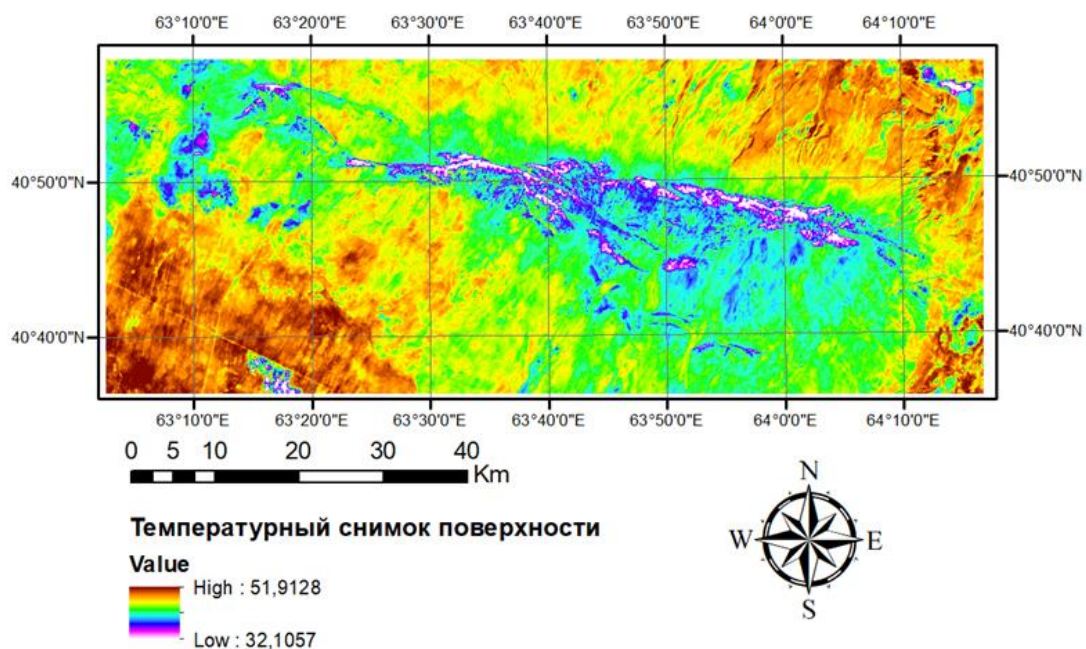 63°10'0"E 63°20'0"E 63°30'0"E 63°40'0"E 63°50'0"E 64°0'0"E 64°10'0"E
40°50'0"N 40°50'0"N
40°40'0"N 40°40'0"N
63°10'0"E 63°20'0"E 63°30'0"E 63°40'0"E 63°50'0"E 64°0'0"E 64°10'0"E
0 5 10 20 30 40
Km
N
W E
S
Температурный снимок поверхности
Value
High : 51,9128
Low : 32,1057